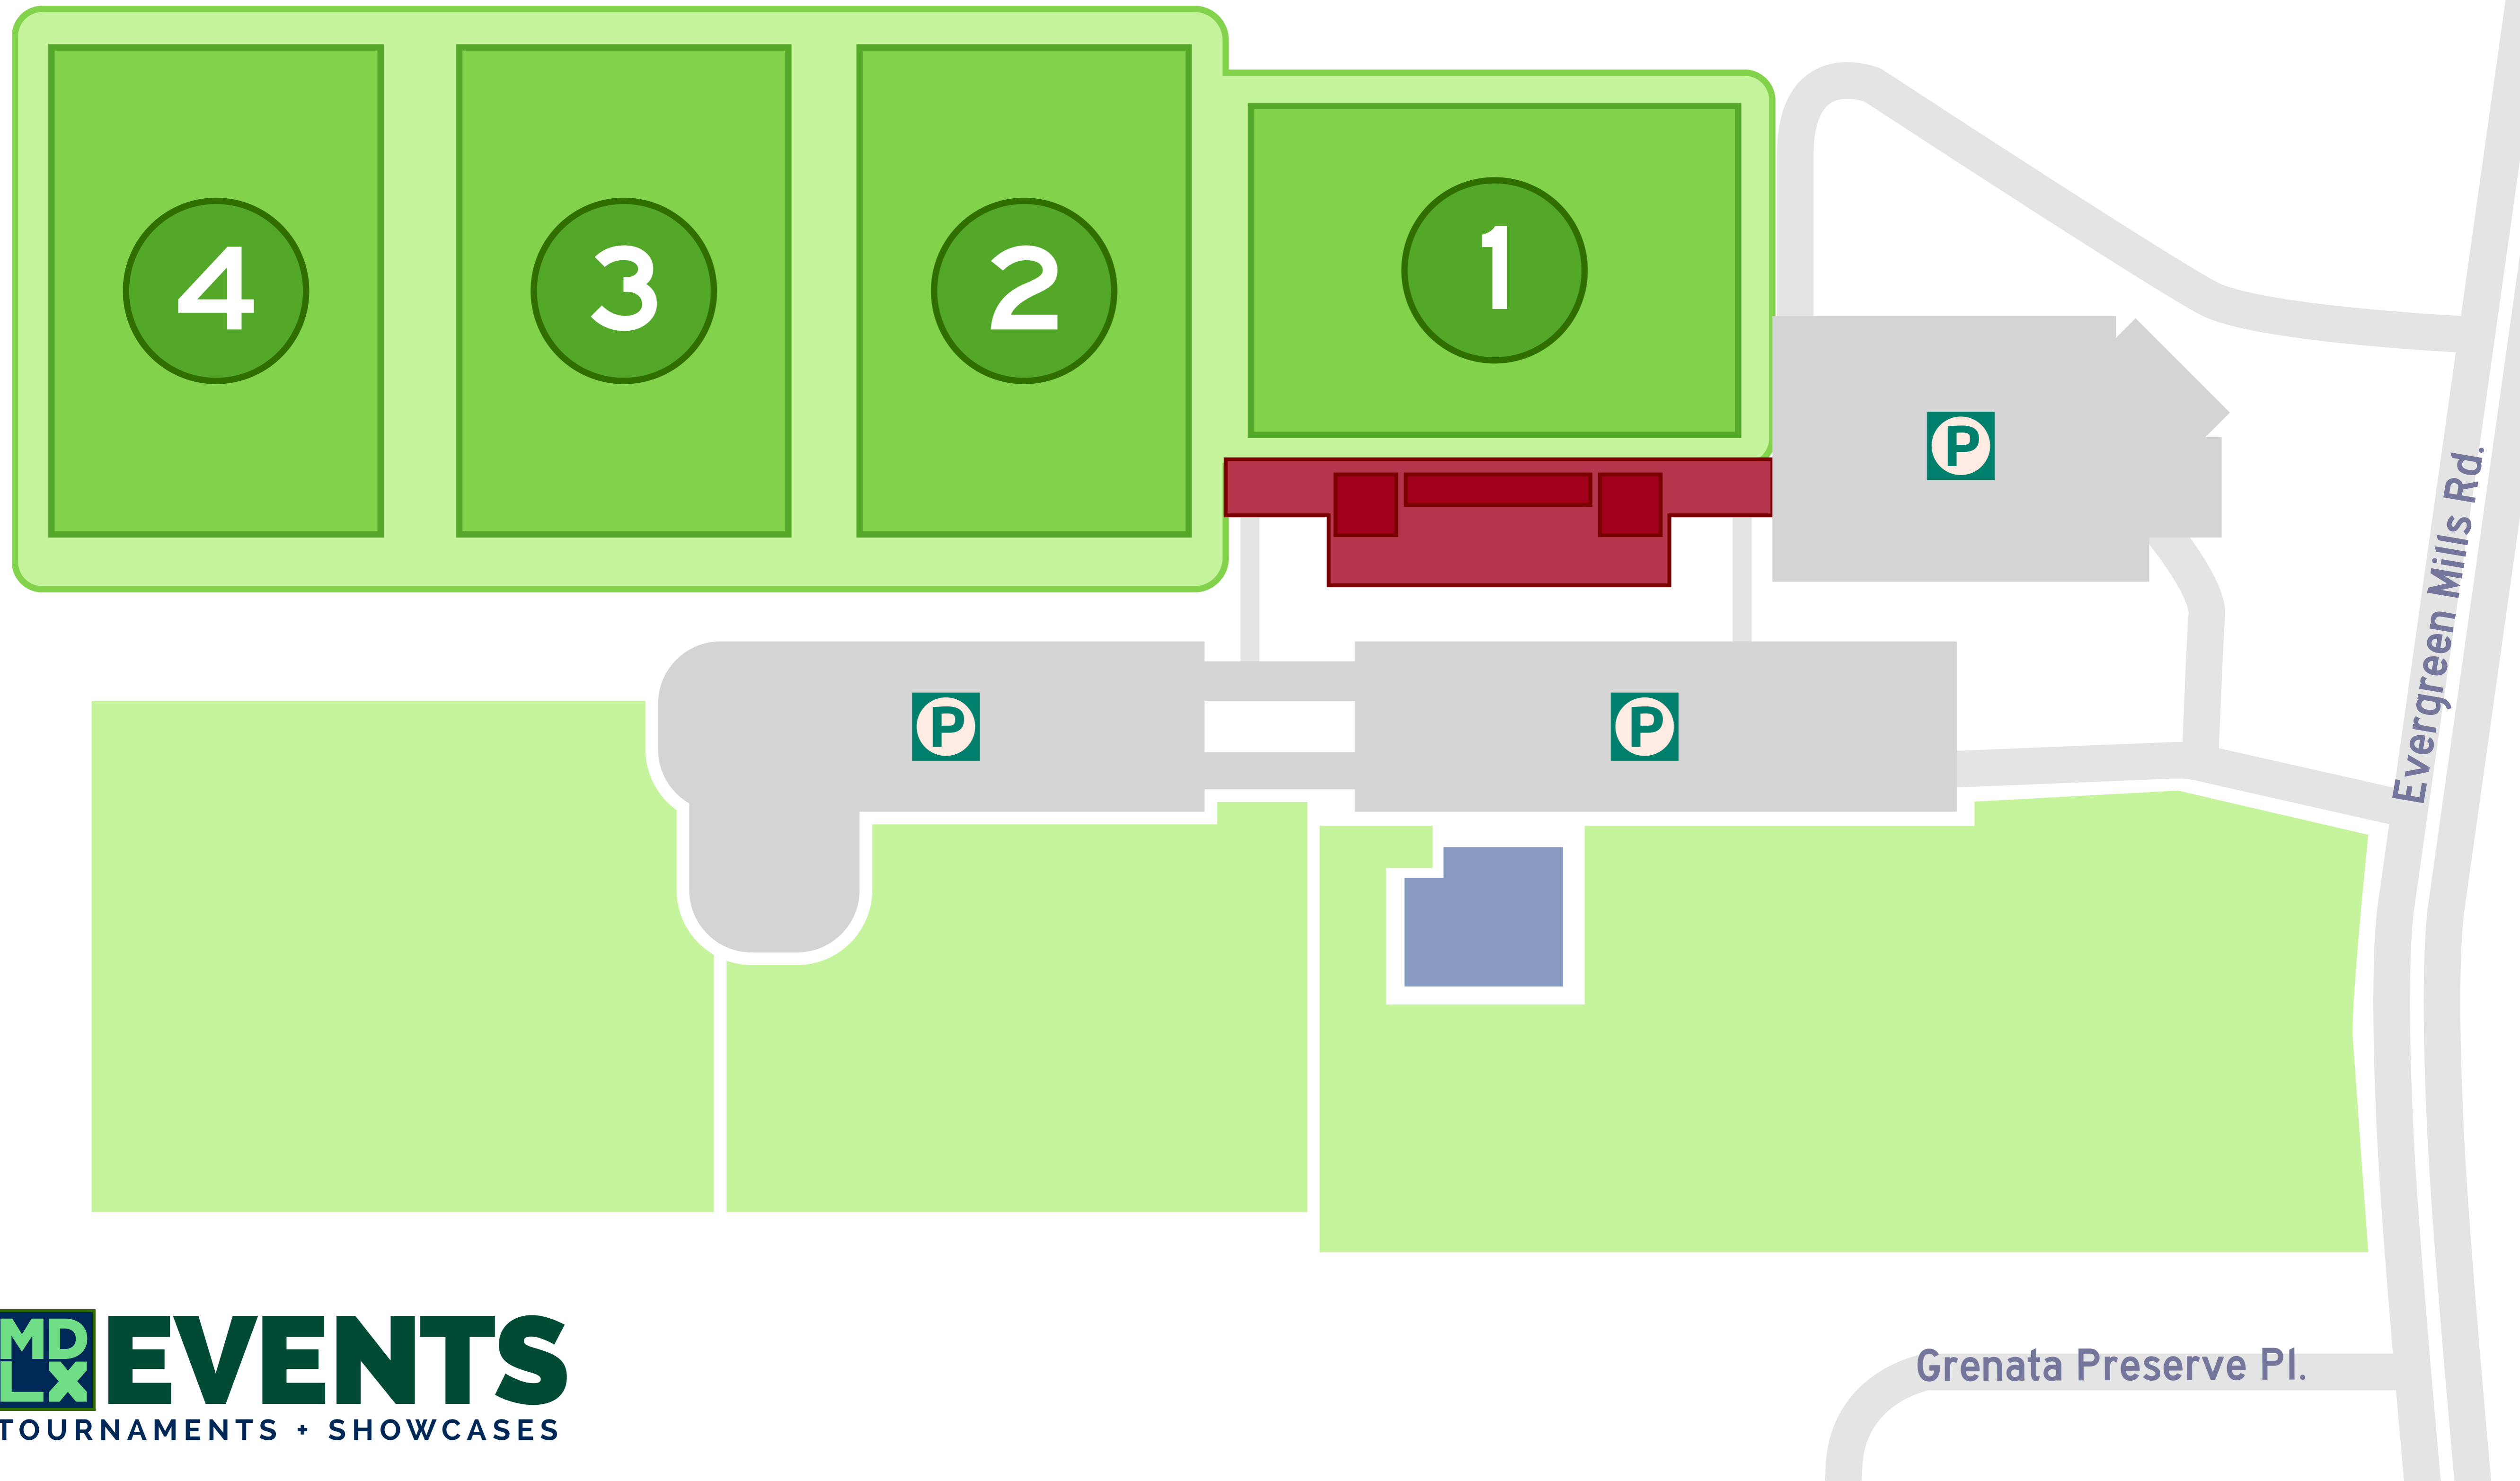 4
3
2
1
P
P
P
Evergreen Mills Rd.
Grenata Preserve Pl.
MD
LX
EVENTS
TOURNAMENTS + SHOWCASES